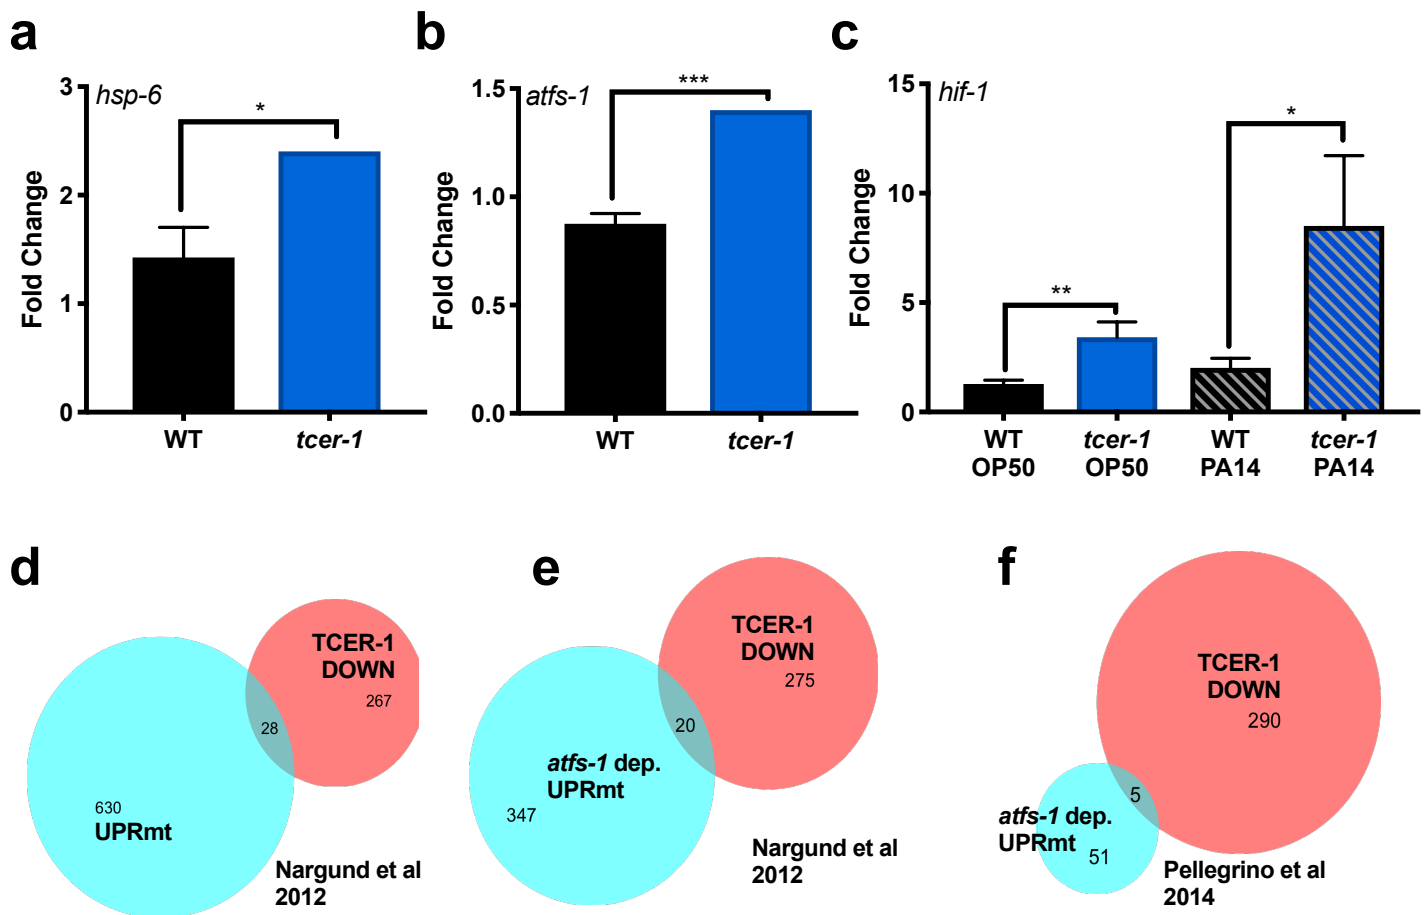 a
hsp-6
*
3
2
1
0
Fold Change
WT
tcer-1
b
atfs-1
***
1.5
1.0
0.5
0.0
Fold Change
WT
tcer-1
c
hif-1
*
**
15
10
5
0
Fold Change
WT
OP50
tcer-1
OP50
WT
PA14
tcer-1
PA14
d
TCER-1
DOWN
267
28
630
UPRmt
Nargund et al
2012
e
TCER-1
DOWN
275
20
atfs-1 dep.
UPRmt
347
Nargund et al
2012
f
TCER-1
DOWN
290
5
atfs-1 dep.
UPRmt
51
Pellegrino et al
2014